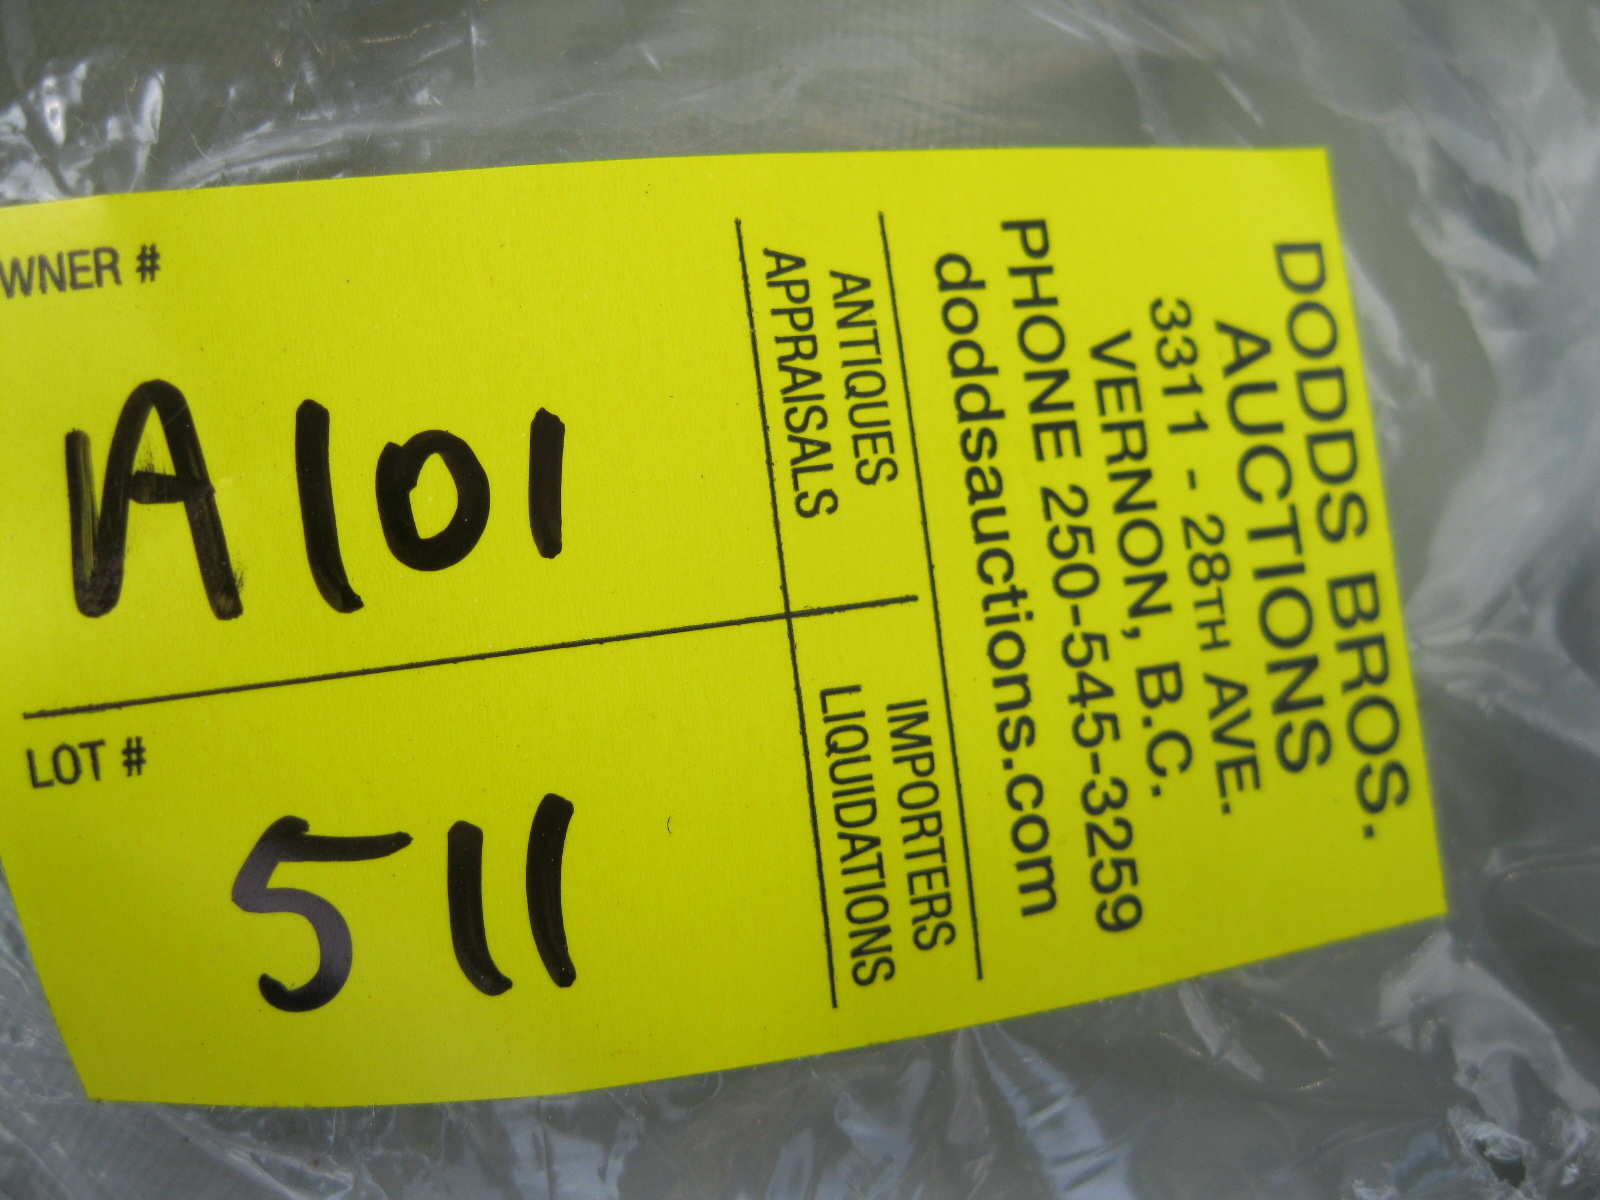 DODDS BROS.
AUCTIONS
3311 - 28TH AVE.
VERNON, B.C.
PHONE 250-545-3259
doddsauctions.com
ANTIQUES
APPRAISALS
IMPORTERS
LIQUIDATIONS
WNER #
A101
LOT #
511